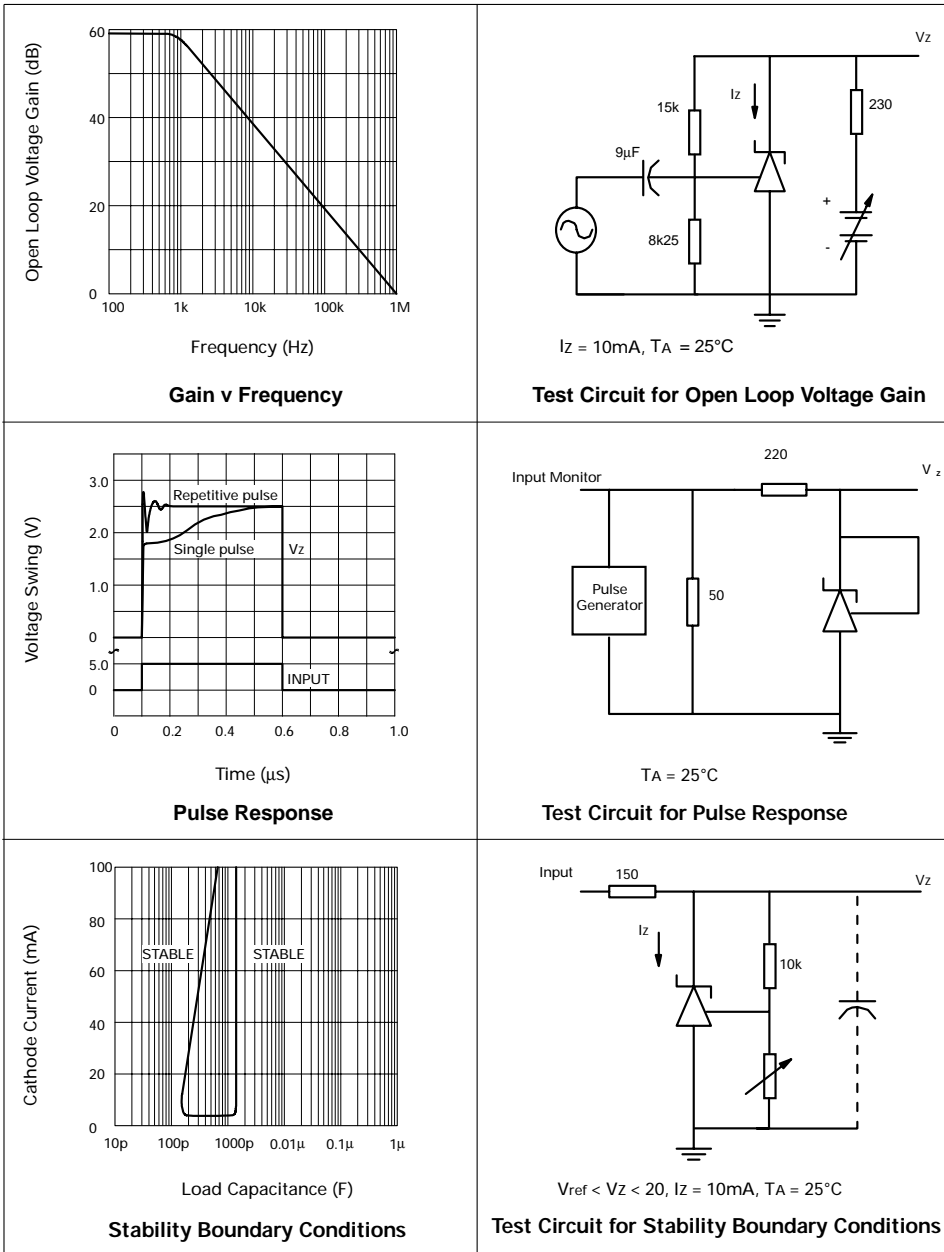 60
40
20
0
Open Loop Voltage Gain (dB)
100 1k 10k 100k 1M
Frequency (Hz)
Gain v Frequency
Vz
Iz
15k
230
9µF
+
8k25
-
Iz = 10mA, TA = 25°C
Test Circuit for Open Loop Voltage Gain
3.0
2.0
1.0
0
5.0
0
Voltage Swing (V)
Repetitive pulse
Single pulse
Vz
INPUT
0 0.2 0.4 0.6 0.8 1.0
Time (µs)
Pulse Response
220
Input Monitor
Vz
Pulse
Generator
50
TA = 25°C
Test Circuit for Pulse Response
100
80
60
40
20
0
Cathode Current (mA)
STABLE
STABLE
10p 100p 1000p 0.01µ 0.1µ 1µ
Load Capacitance (F)
Stability Boundary Conditions
Input
150
Vz
Iz
10k
Vref < Vz < 20, Iz = 10mA, TA = 25°C
Test Circuit for Stability Boundary Conditions